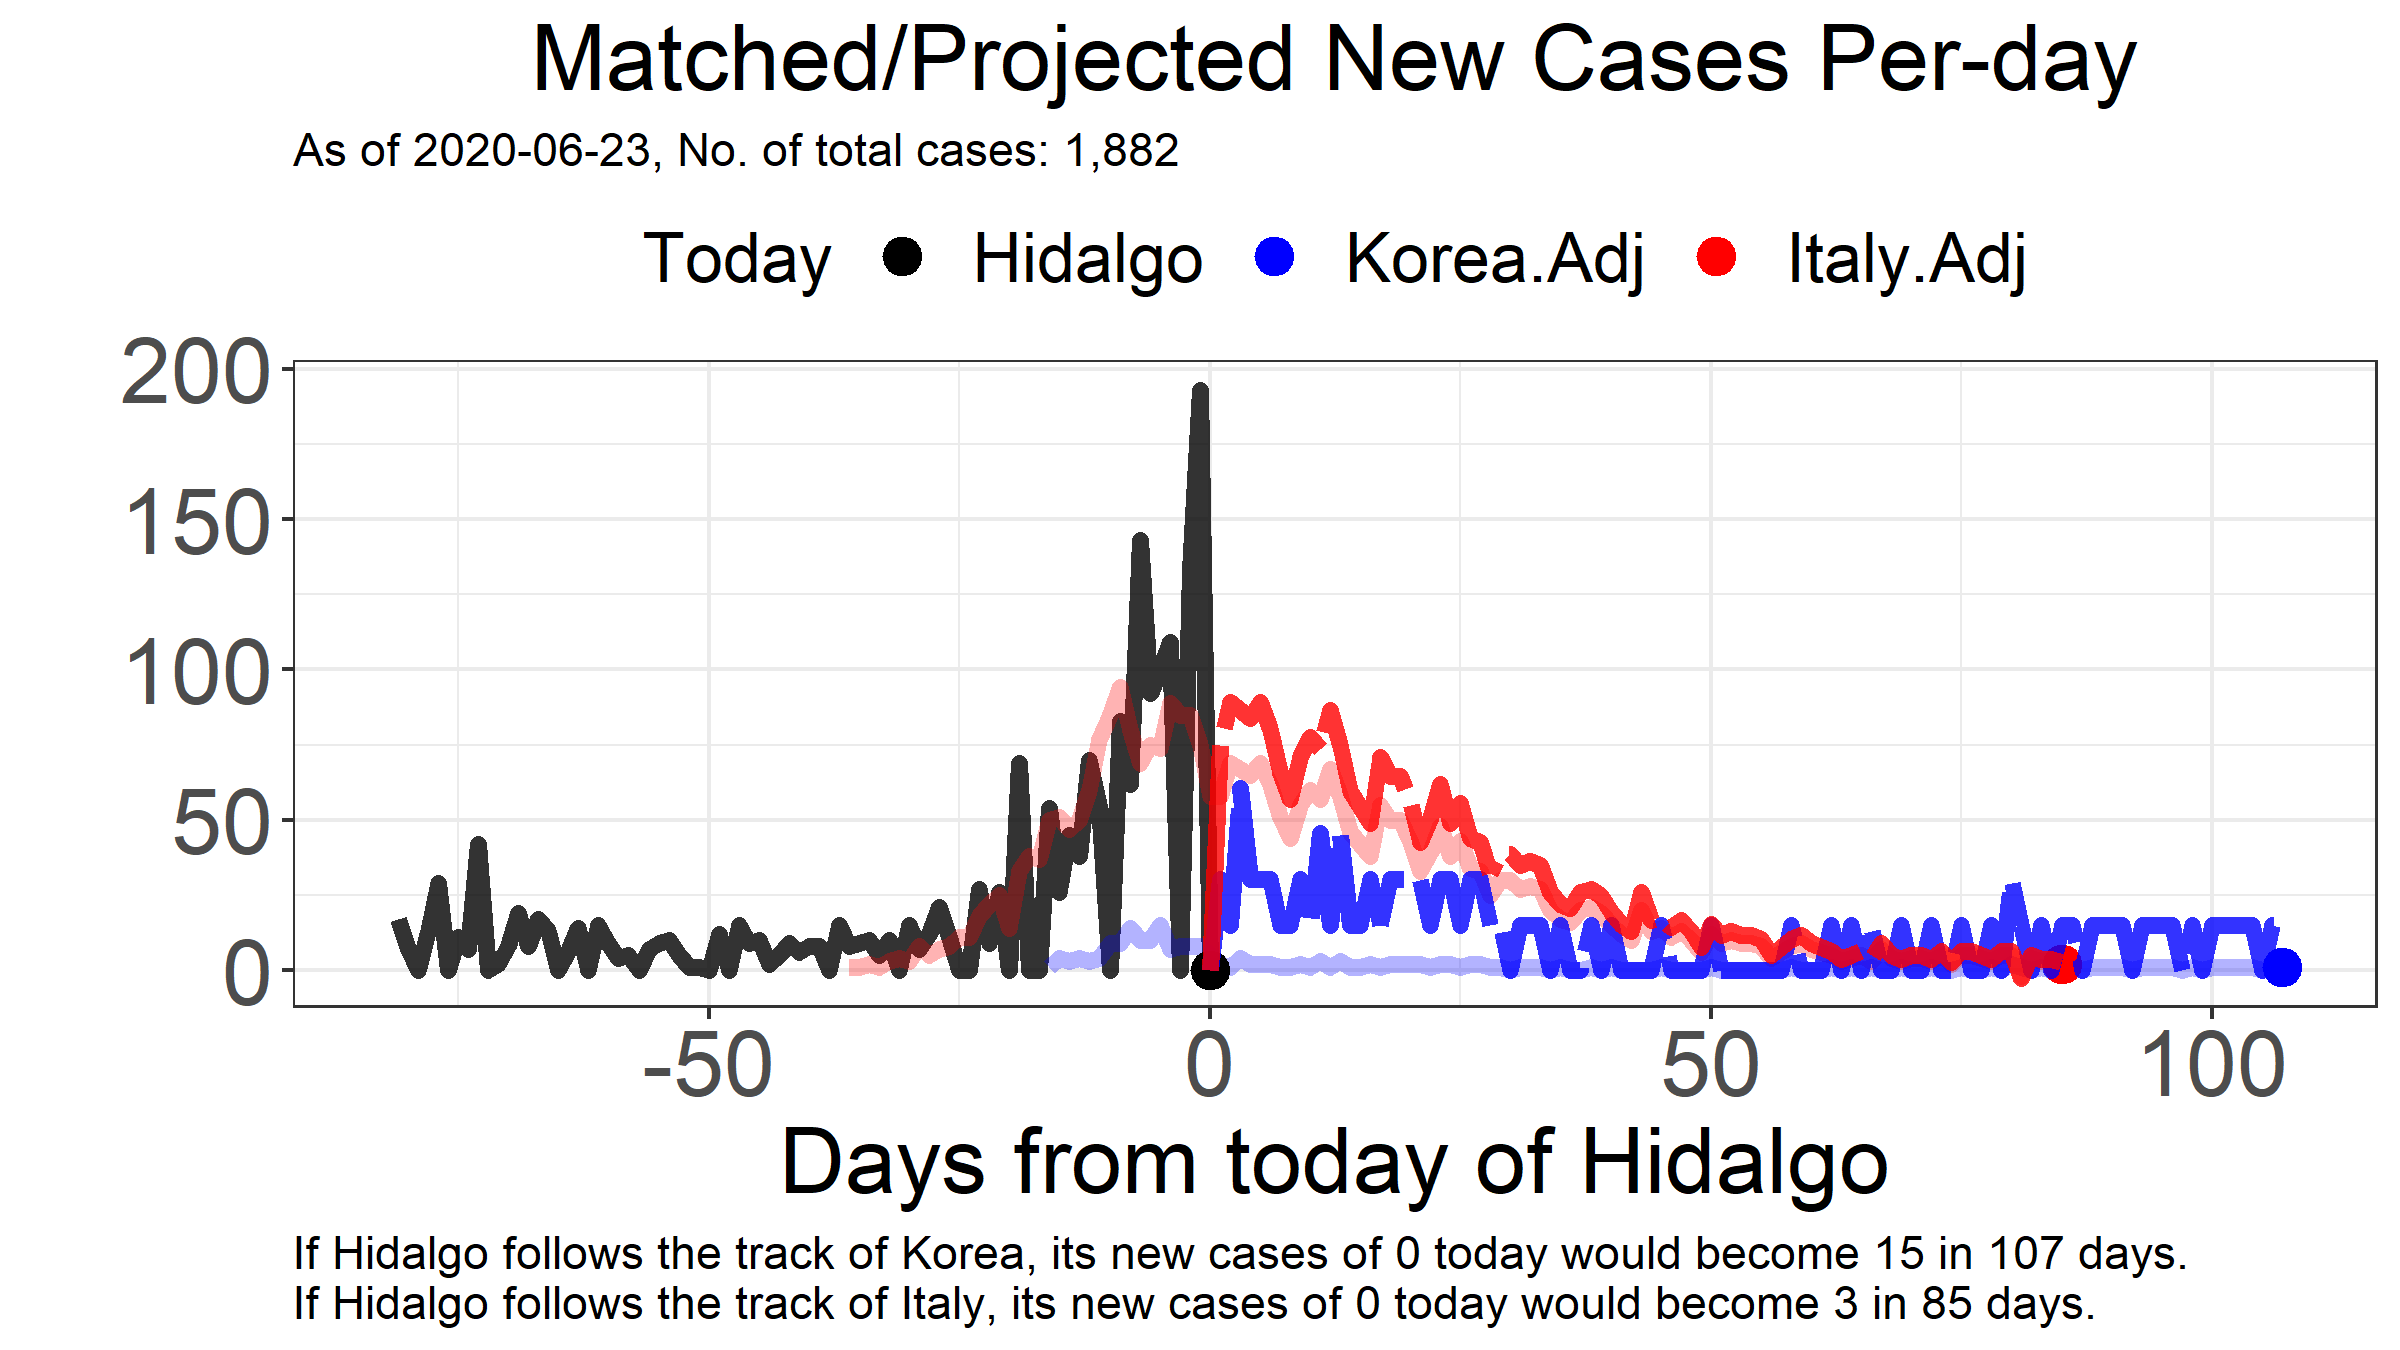 Matched/Projected New Cases Per-day
As of 2020-06-23, No. of total cases: 1,882
Today Hidalgo Korea.Adj Italy.Adj
200
150
100
50
0
-50 0 50 100
Days from today of Hidalgo
If Hidalgo follows the track of Korea, its new cases of 0 today would become 15 in 107 days.
If Hidalgo follows the track of Italy, its new cases of 0 today would become 3 in 85 days.